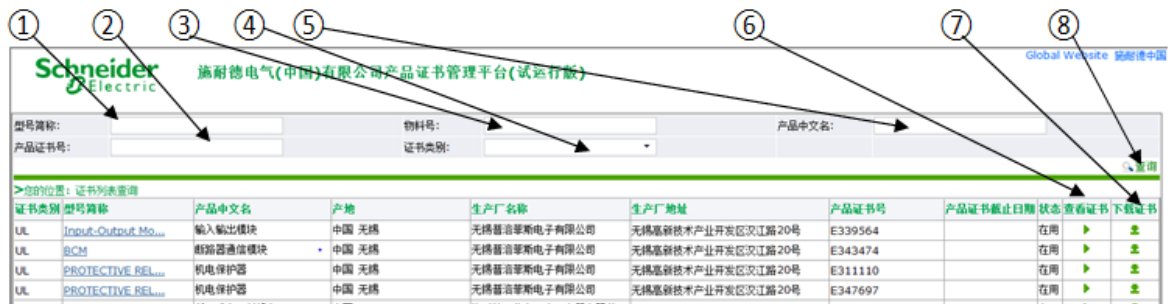 ① ② ③ ④ ⑤ ⑥ ⑦ ⑧
Global Website 施耐德中国
Schneider Electric 施耐德电气(中国)有限公司产品证书管理平台(试运行版)
型号简称: 物料号: 产品中文名:
产品证书号: 证书类别:
查询
>您的位置: 证书列表查询
证书类别 型号简称 产品中文名 产地 生产厂名称 生产厂地址 产品证书号 产品证书截止日期 状态 查看证书 下载证书
UL Input-Output Mo... 输入输出模块 中国 无锡 无锡普洛菲斯电子有限公司 无锡高新技术产业开发区汉江路20号 E339564 在用
UL BCM 断路器通信模块 中国 无锡 无锡普洛菲斯电子有限公司 无锡高新技术产业开发区汉江路20号 E343474 在用
UL PROTECTIVE REL... 机电保护器 中国 无锡 无锡普洛菲斯电子有限公司 无锡高新技术产业开发区汉江路20号 E311110 在用
UL PROTECTIVE REL... 机电保护器 中国 无锡 无锡普洛菲斯电子有限公司 无锡高新技术产业开发区汉江路20号 E347697 在用